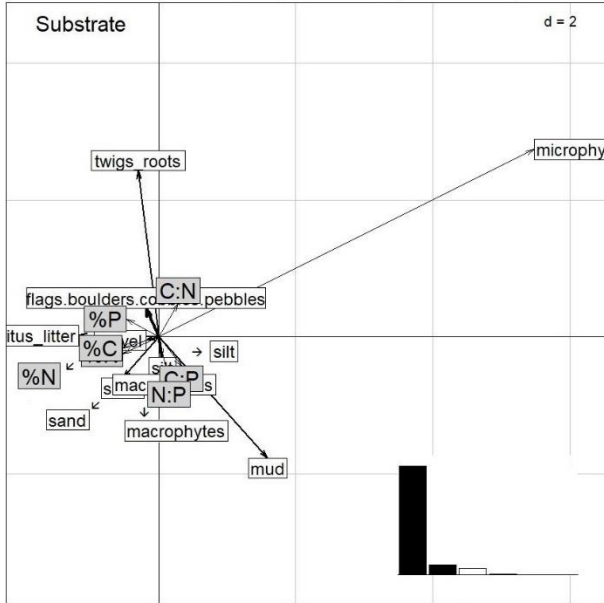 Substrate
d = 2
microphy
twigs_roots
C:N
flags.boulders.co pebbles
%P
itus_litter
vel
%C
silt
%N
C:P
mac s
N:P
sand
macrophytes
mud